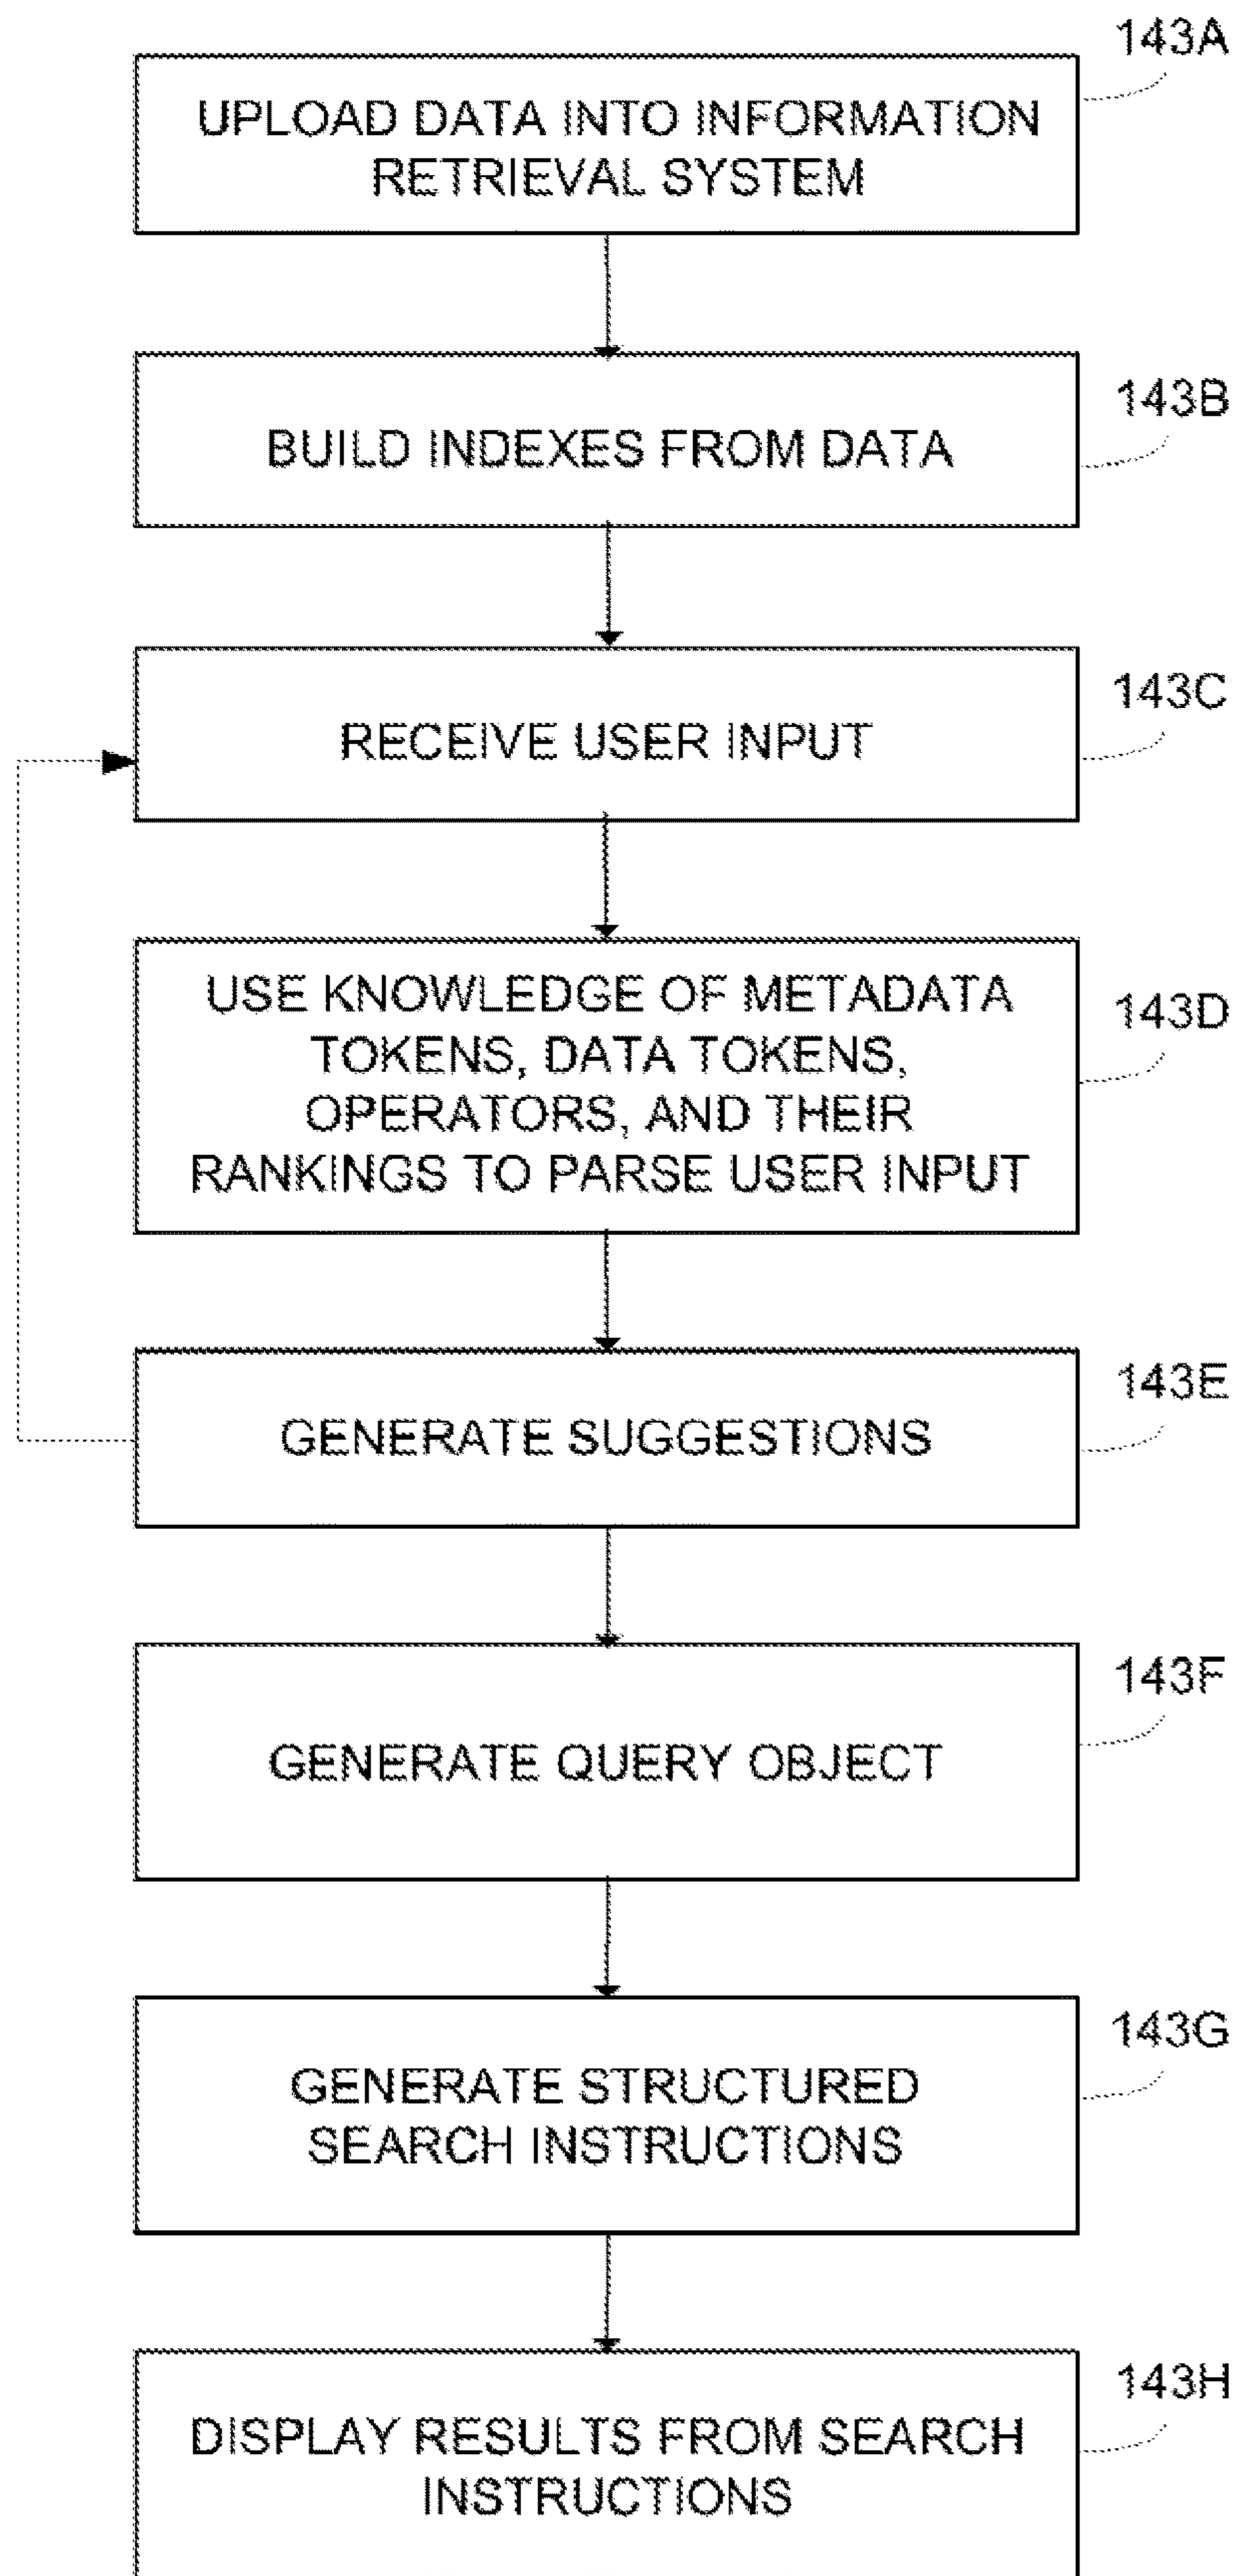 143A
UPLOAD DATA INTO INFORMATION
RETRIEVAL SYSTEM
143B
BUILD INDEXES FROM DATA
143C
RECEIVE USER INPUT
143D
USE KNOWLEDGE OF METADATA
TOKENS, DATA TOKENS,
OPERATORS, AND THEIR
RANKINGS TO PARSE USER INPUT
143E
GENERATE SUGGESTIONS
143F
GENERATE QUERY OBJECT
143G
GENERATE STRUCTURED
SEARCH INSTRUCTIONS
143H
DISPLAY RESULTS FROM SEARCH
INSTRUCTIONS